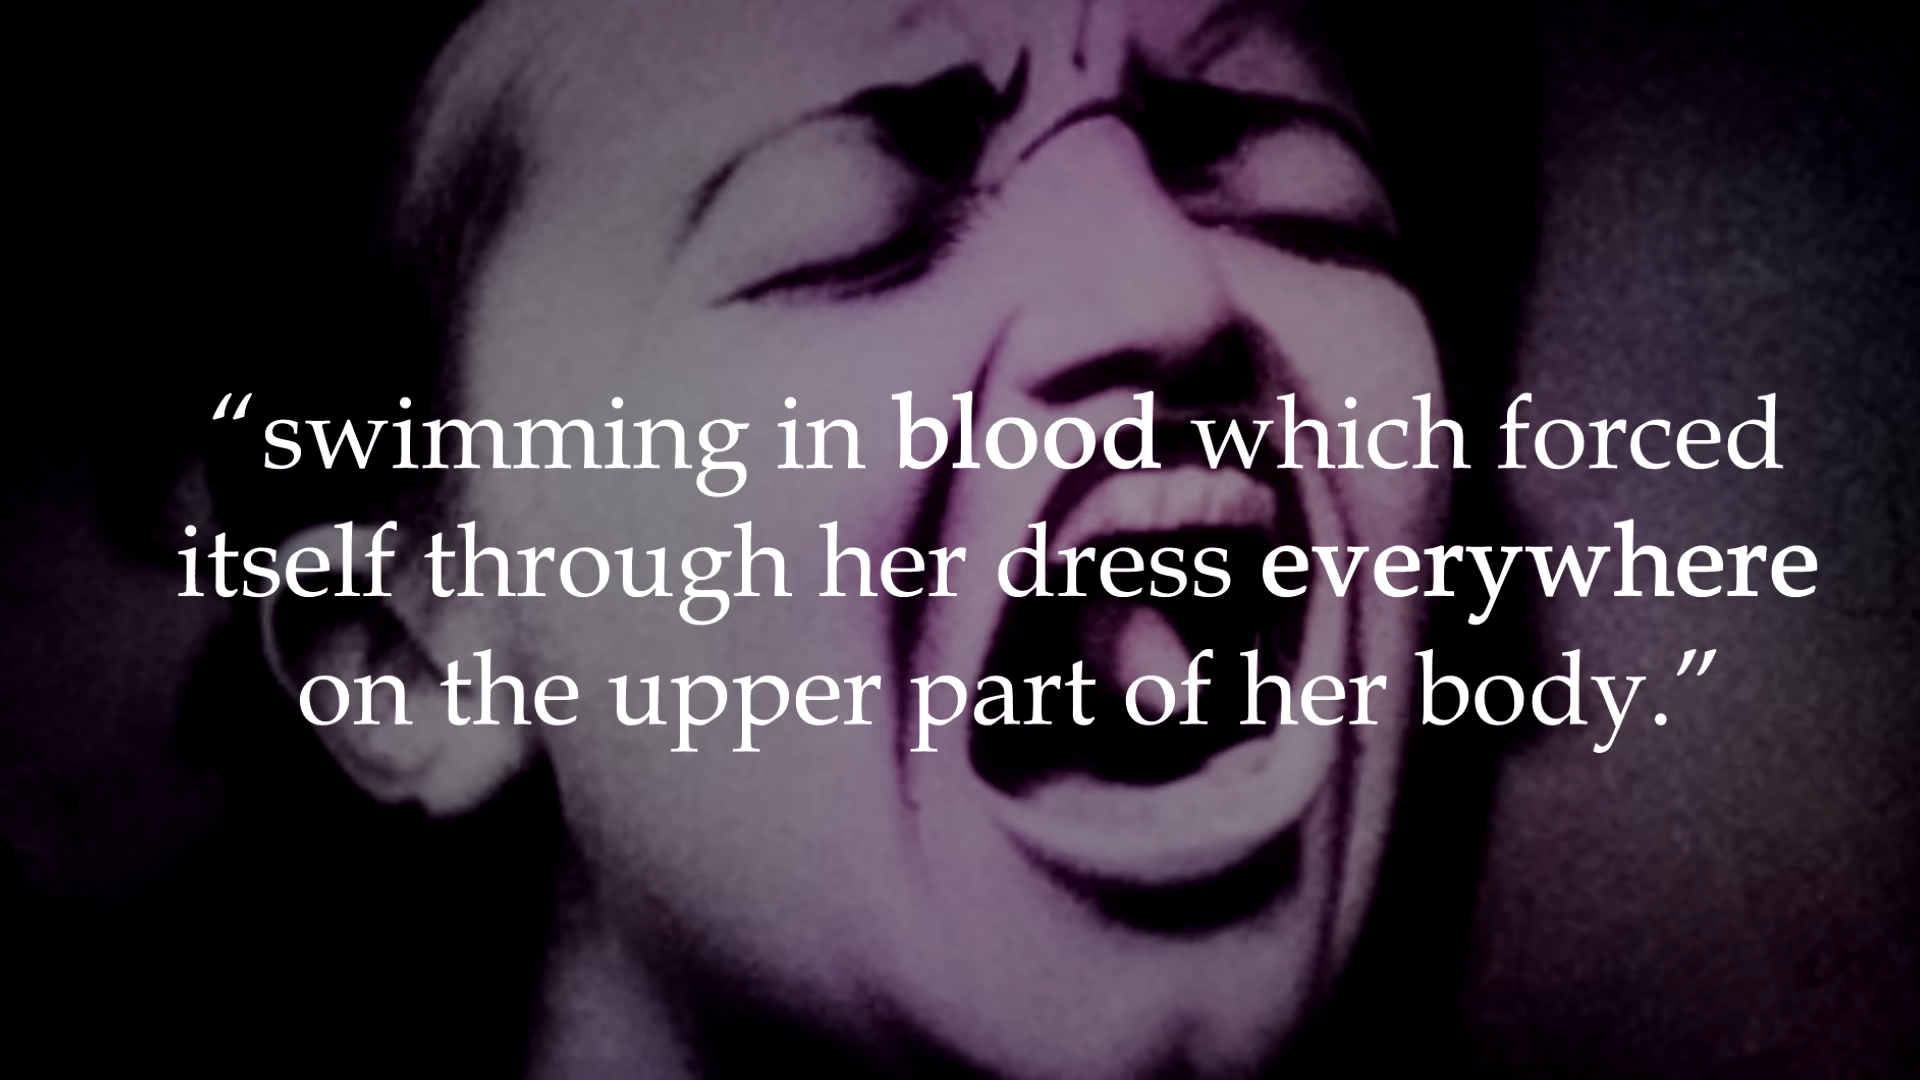 “swimming in blood which forced
itself through her dress everywhere
on the upper part of her body.”